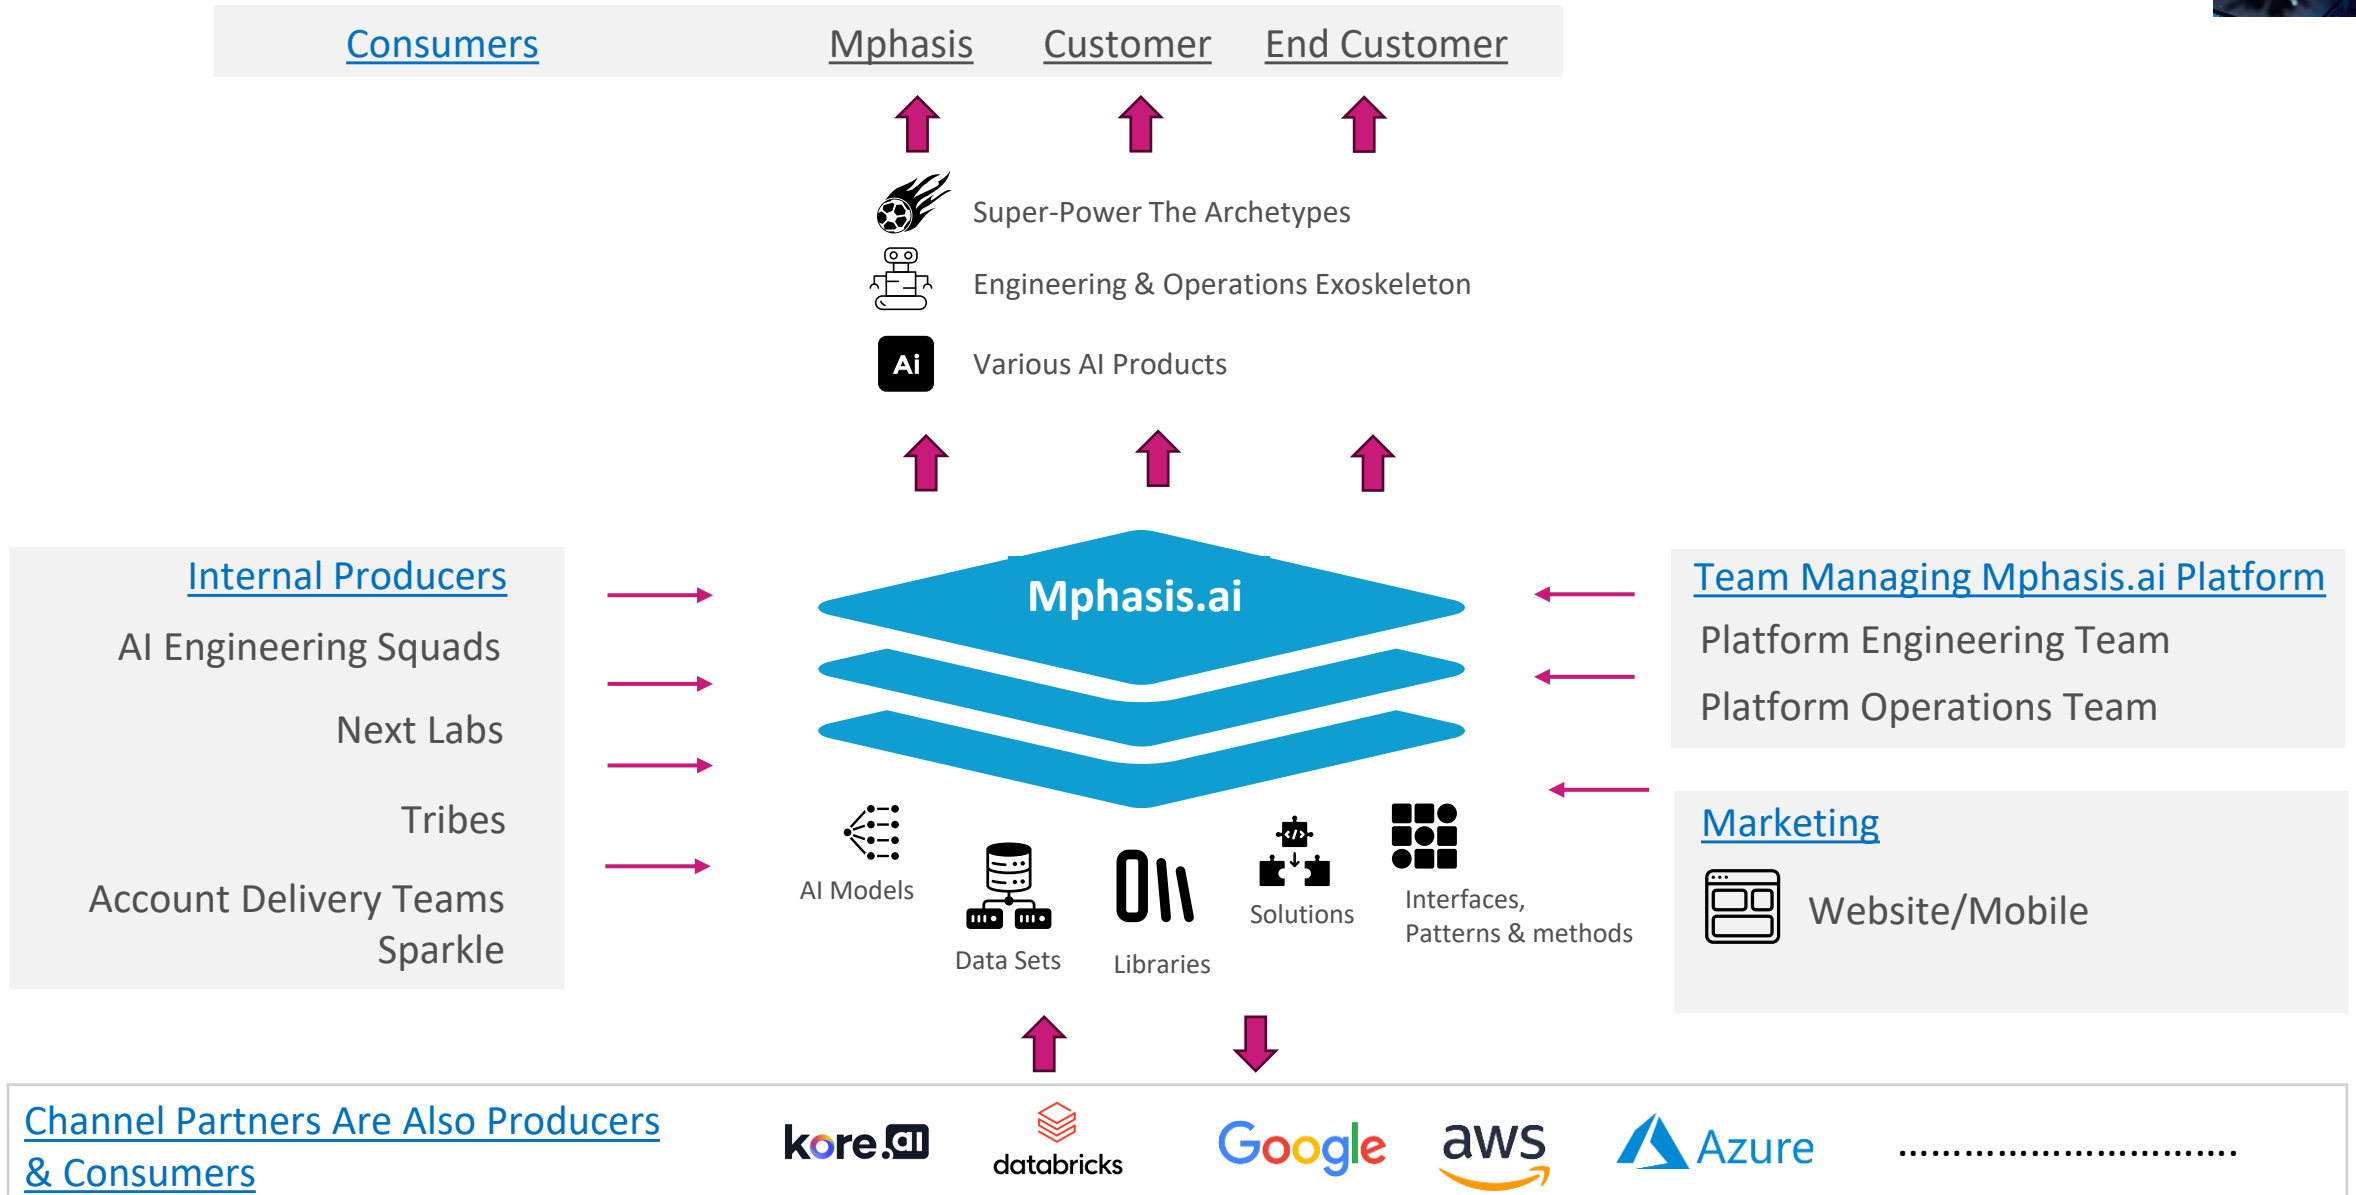 Consumers
Mphasis
Customer
End Customer
Super-Power The Archetypes
Engineering & Operations Exoskeleton
Ai
Various AI Products
Internal Producers
AI Engineering Squads
Next Labs
Tribes
Account Delivery Teams
Sparkle
Mphasis.ai
Team Managing Mphasis.ai Platform
Platform Engineering Team
Platform Operations Team
Marketing
Website/Mobile
AI Models
Data Sets
Libraries
</>
Solutions
Interfaces,
Patterns & methods
Channel Partners Are Also Producers
& Consumers
kore.ai
databricks
Google
aws
Azure
................................